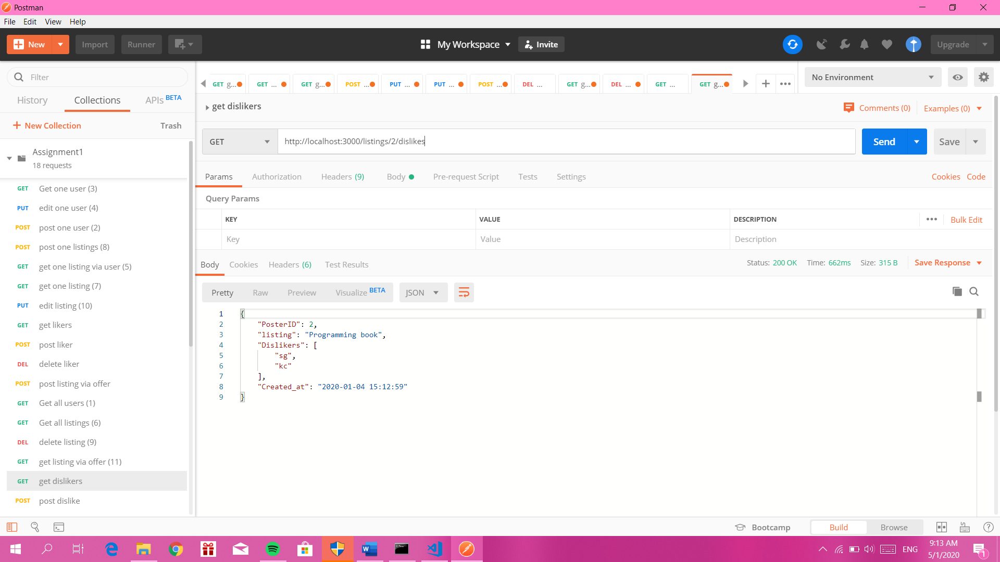 Postman
File Edit View Help
New Import Runner My Workspace Invite Upgrade
Filter
History Collections APIs BETA
New Collection Trash
Assignment1
18 requests
GET Get one user (3)
PUT edit one user (4)
POST post one user (2)
POST post one listings (8)
GET get one listing via user (5)
GET get one listing (7)
PUT edit listing (10)
GET get likers
POST post liker
DEL delete liker
POST post listing via offer
GET Get all users (1)
GET Get all listings (6)
DEL delete listing (9)
GET get listing via offer (11)
GET get dislikers
POST post dislike
GET g... GET ... GET g... POST ... PUT ... PUT ... POST ... DEL ... GET g... DEL ... GET ... GET g...
No Environment
get dislikers
Comments (0) Examples (0)
GET http://localhost:3000/listings/2/dislikes Send Save
Params Authorization Headers (9) Body Pre-request Script Tests Settings Cookies Code
Query Params
KEY VALUE DESCRIPTION Bulk Edit
Key Value Description
Body Cookies Headers (6) Test Results Status: 200 OK Time: 662ms Size: 315 B Save Response
Pretty Raw Preview Visualize BETA JSON
1 {
2 "PosterID": 2,
3 "listing": "Programming book",
4 "Dislikers": [
5 "sg",
6 "kc"
7 ],
8 "Created_at": "2020-01-04 15:12:59"
9 }
Bootcamp Build Browse
ENG
9:13 AM
5/1/2020
1